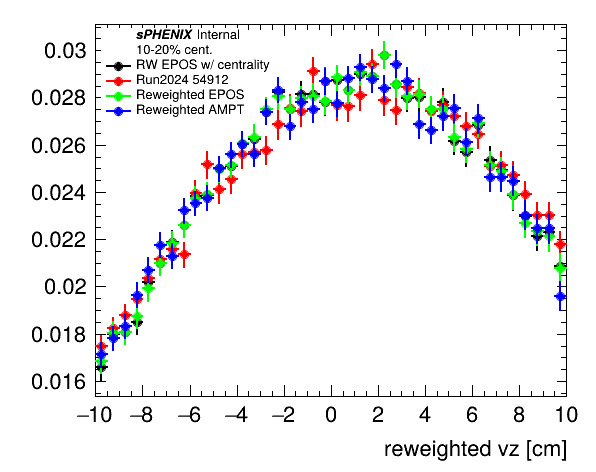 sPHENIX Internal
10-20% cent.
RW EPOS w/ centrality
Run2024 54912
Reweighted EPOS
Reweighted AMPT
0.03
0.028
0.026
0.024
0.022
0.02
0.018
0.016
−10 −8 −6 −4 −2 0 2 4 6 8 10
reweighted vz [cm]